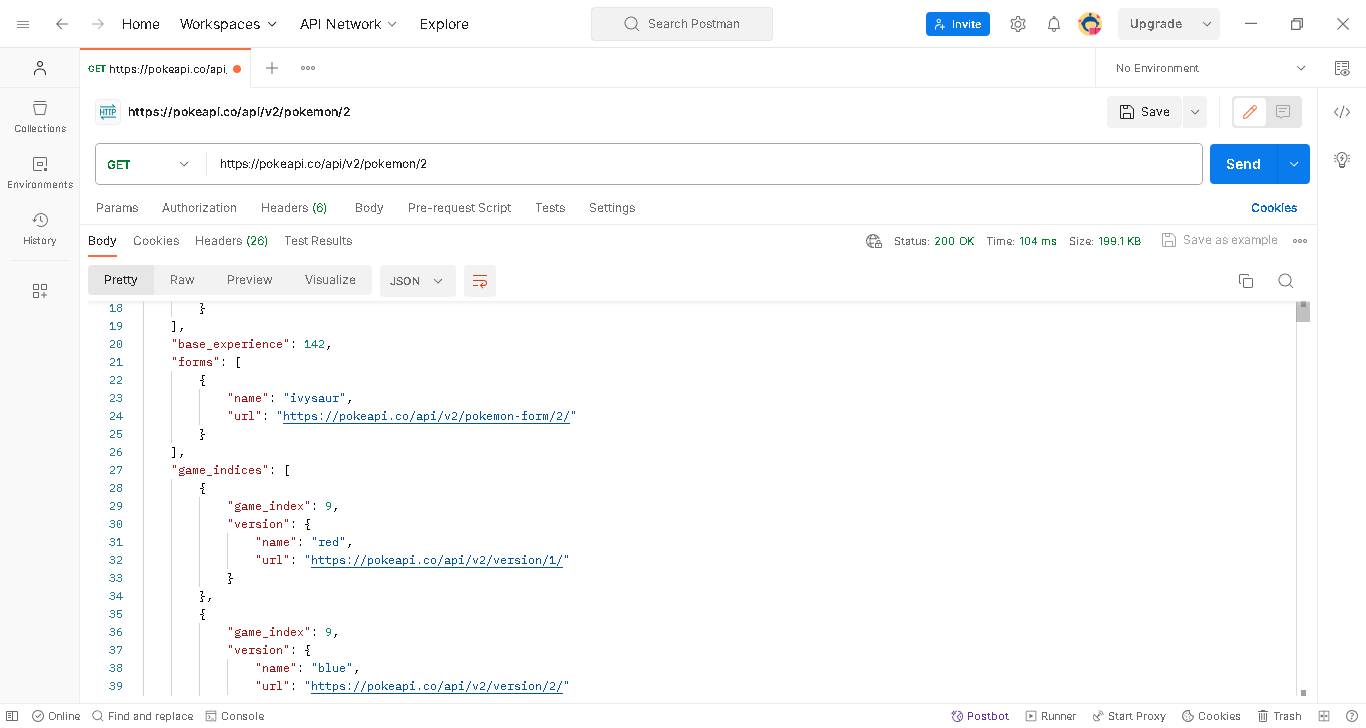 Home Workspaces API Network Explore Search Postman Invite Upgrade
GET https://pokeapi.co/api, No Environment
HTTP https://pokeapi.co/api/v2/pokemon/2 Save
GET https://pokeapi.co/api/v2/pokemon/2 Send
Collections
Environments
History
Params Authorization Headers (6) Body Pre-request Script Tests Settings Cookies
Body Cookies Headers (26) Test Results Status: 200 OK Time: 104 ms Size: 199.1 KB Save as example
Pretty Raw Preview Visualize JSON
18 }
19 ],
20 "base_experience": 142,
21 "forms": [
22 {
23 "name": "ivysaur",
24 "url": "https://pokeapi.co/api/v2/pokemon-form/2/"
25 }
26 ],
27 "game_indices": [
28 {
29 "game_index": 9,
30 "version": {
31 "name": "red",
32 "url": "https://pokeapi.co/api/v2/version/1/"
33 }
34 },
35 {
36 "game_index": 9,
37 "version": {
38 "name": "blue",
39 "url": "https://pokeapi.co/api/v2/version/2/"
Online Find and replace Console Postbot Runner Start Proxy Cookies Trash